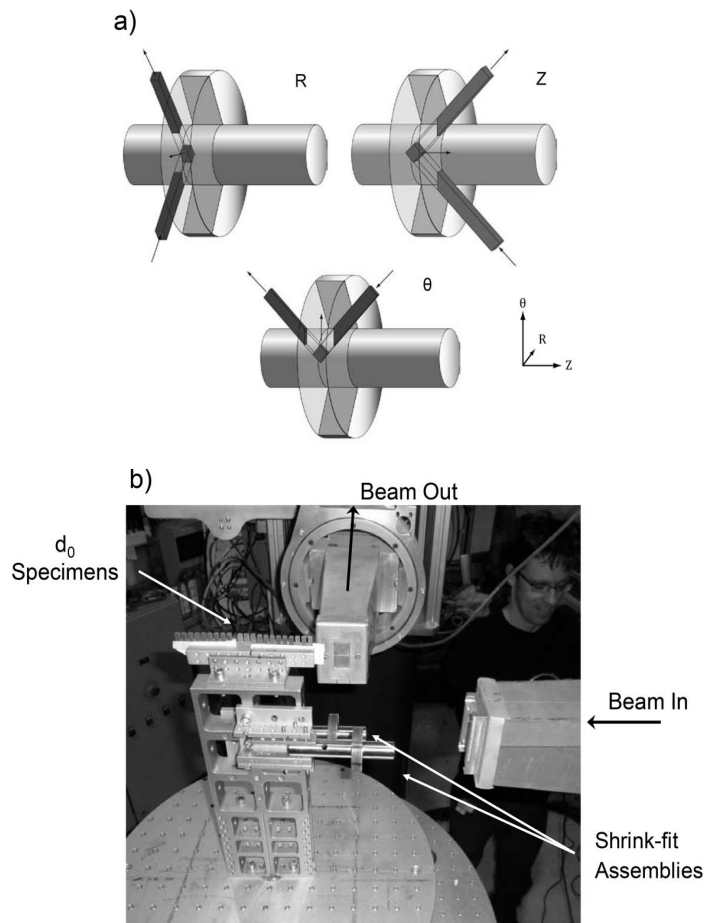 a)
R
Z
θ
θ
R
Z
b)
Beam Out
d₀
Specimens
Beam In
Shrink-fit
Assemblies